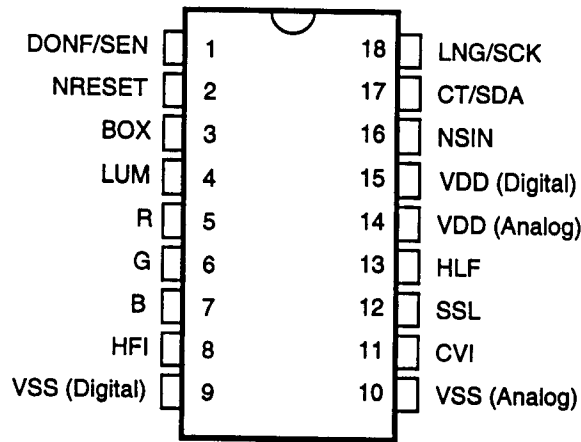 DONF/SEN 1 18 LNG/SCK
NRESET 2 17 CT/SDA
BOX 3 16 NSIN
LUM 4 15 VDD (Digital)
R 5 14 VDD (Analog)
G 6 13 HLF
B 7 12 SSL
HFI 8 11 CVI
VSS (Digital) 9 10 VSS (Analog)